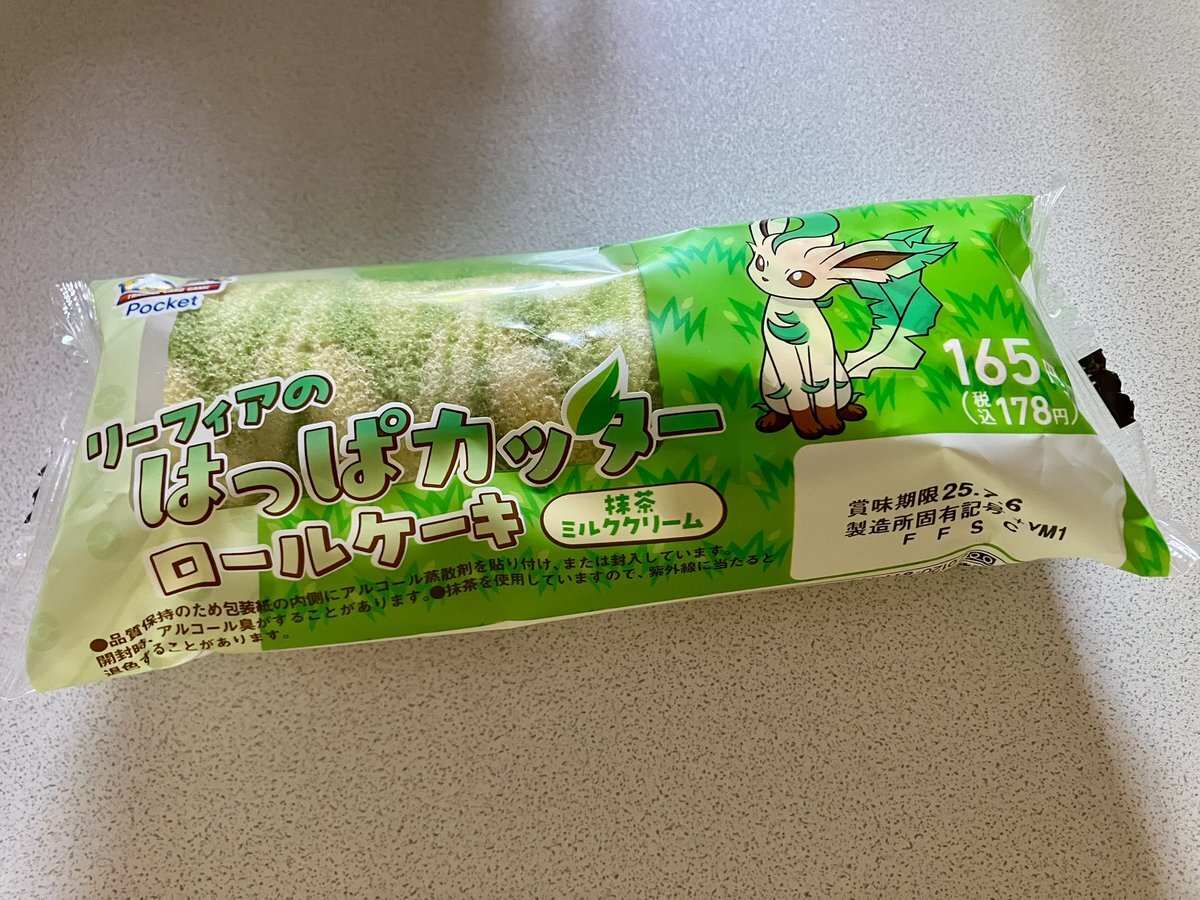 Pocket
リーフィアの
はっぱカッター
ロールケーキ
抹茶
ミルククリーム
165円
(税込178円)
賞味期限25.
製造所固有記号
F F S C+VM1
●品質保持のため包装紙の内側にアルコール蒸散剤を貼り付け、または封入しています。
開封時、アルコール臭がすることがあります。●抹茶を使用していますので、紫外線に当たると
退色することがあります。